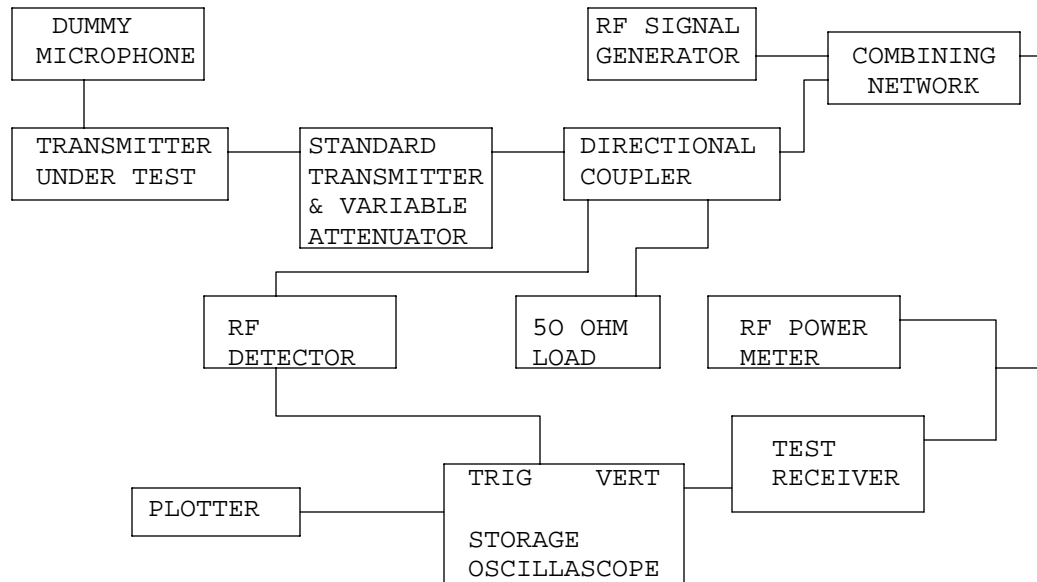 DUMMY
MICROPHONE
RF SIGNAL
GENERATOR
COMBINING
NETWORK
TRANSMITTER
UNDER TEST
STANDARD
TRANSMITTER
& VARIABLE
ATTENUATOR
DIRECTIONAL
COUPLER
RF
DETECTOR
50 OHM
LOAD
RF POWER
METER
TEST
RECEIVER
TRIG VERT
STORAGE
OSCILLASCOPE
PLOTTER